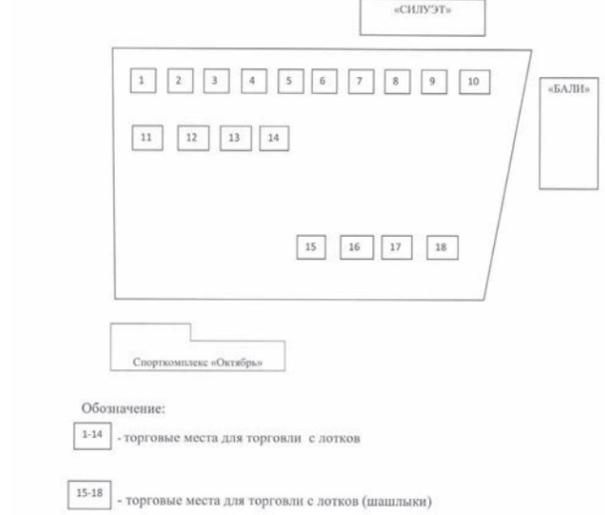 «СИЛУЭТ»
1 2 3 4 5 6 7 8 9 10
«БАЛИ»
11 12 13 14
15 16 17 18
Спорткомплекс «Октябрь»
Обозначение:
1-14 - торговые места для торговли с лотков
15-18 - торговые места для торговли с лотков (шашлыки)